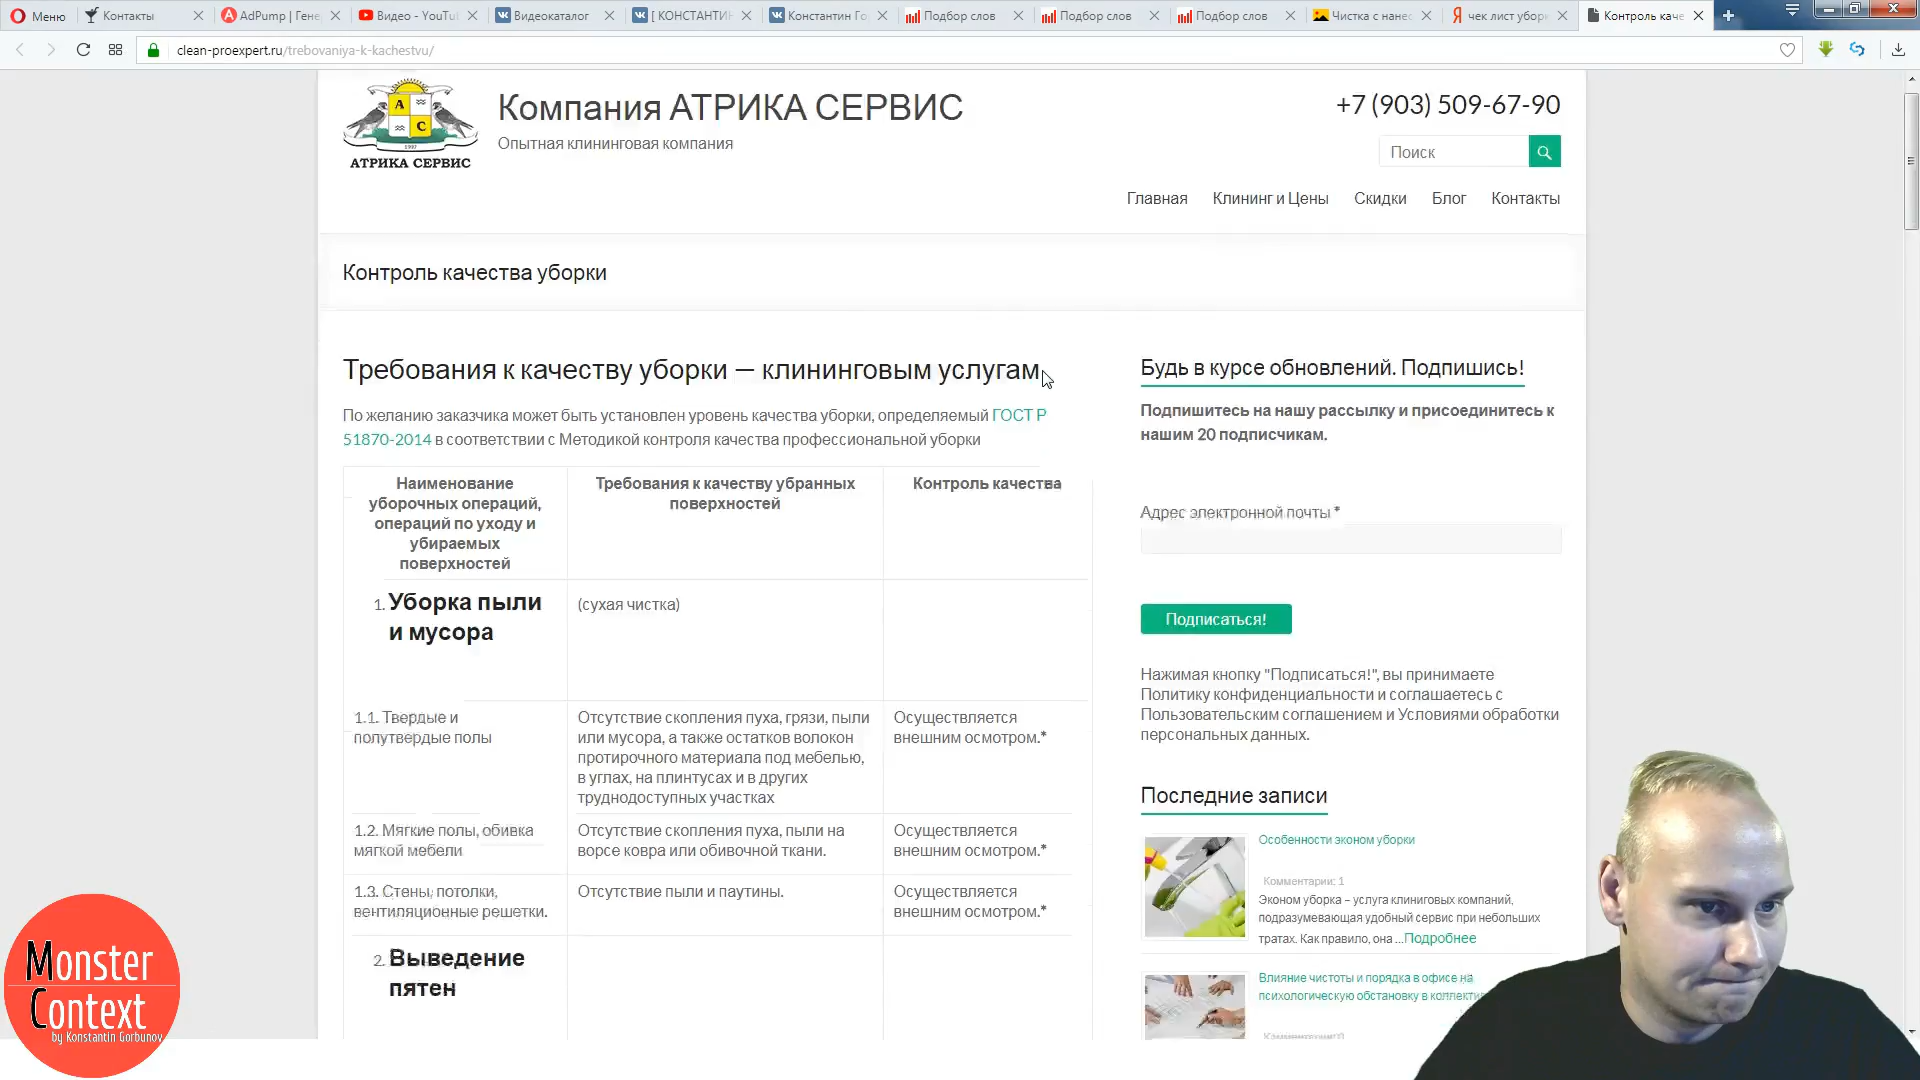 Меню
Контакты
AdPump | Гене
Видео - YouTu
Видеокаталог
[ КОНСТАНТИН
Константин Го
Подбор слов
Подбор слов
Подбор слов
Чистка с нанес
чек лист уборк
Контроль каче
clean-proexpert.ru/trebovaniya-k-kachestvu/
А
С
1997
АТРИКА СЕРВИС
Компания АТРИКА СЕРВИС
Опытная клининговая компания
+7 (903) 509-67-90
Поиск
Главная
Клининг и Цены
Скидки
Блог
Контакты
Контроль качества уборки
Требования к качеству уборки — клининговым услугам
По желанию заказчика может быть установлен уровень качества уборки, определяемый ГОСТ Р
51870-2014 в соответствии с Методикой контроля качества профессиональной уборки
Наименование
уборочных операций,
операций по уходу и
убираемых
поверхностей
Требования к качеству убранных
поверхностей
Контроль качества
1. Уборка пыли
и мусора
(сухая чистка)
1.1. Твердые и
полутвердые полы
Отсутствие скопления пуха, грязи, пыли
или мусора, а также остатков волокон
протирочного материала под мебелью,
в углах, на плинтусах и в других
труднодоступных участках
Осуществляется
внешним осмотром.*
1.2. Мягкие полы, обивка
мягкой мебели
Отсутствие скопления пуха, пыли на
ворсе ковра или обивочной ткани.
Осуществляется
внешним осмотром.*
1.3. Стены, потолки,
вентиляционные решетки.
Отсутствие пыли и паутины.
Осуществляется
внешним осмотром.*
2. Выведение
пятен
Будь в курсе обновлений. Подпишись!
Подпишитесь на нашу рассылку и присоединитесь к
нашим 20 подписчикам.
Адрес электронной почты *
Подписаться!
Нажимая кнопку "Подписаться!", вы принимаете
Политику конфиденциальности и соглашаетесь с
Пользовательским соглашением и Условиями обработки
персональных данных.
Последние записи
Особенности эконом уборки
Комментарии: 1
Эконом уборка – услуга клиниговых компаний,
подразумевающая удобный сервис при небольших
тратах. Как правило, она ...Подробнее
Влияние чистоты и порядка в офисе на
психологическую обстановку в коллекти
Monster
Context
by Konstantin Gorbunov